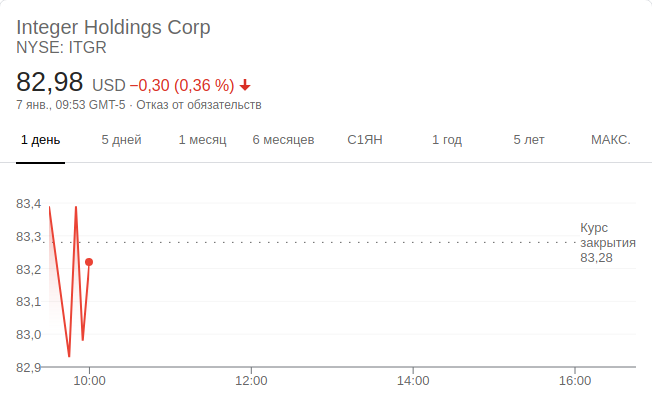 Integer Holdings Corp
NYSE: ITGR
82,98 USD −0,30 (0,36 %)
7 янв., 09:53 GMT-5 · Отказ от обязательств
1 день 5 дней 1 месяц 6 месяцев С1ЯН 1 год 5 лет МАКС.
83,4
83,3
83,2
83,1
83,0
82,9
Курс
закрытия
83,28
10:00 12:00 14:00 16:00